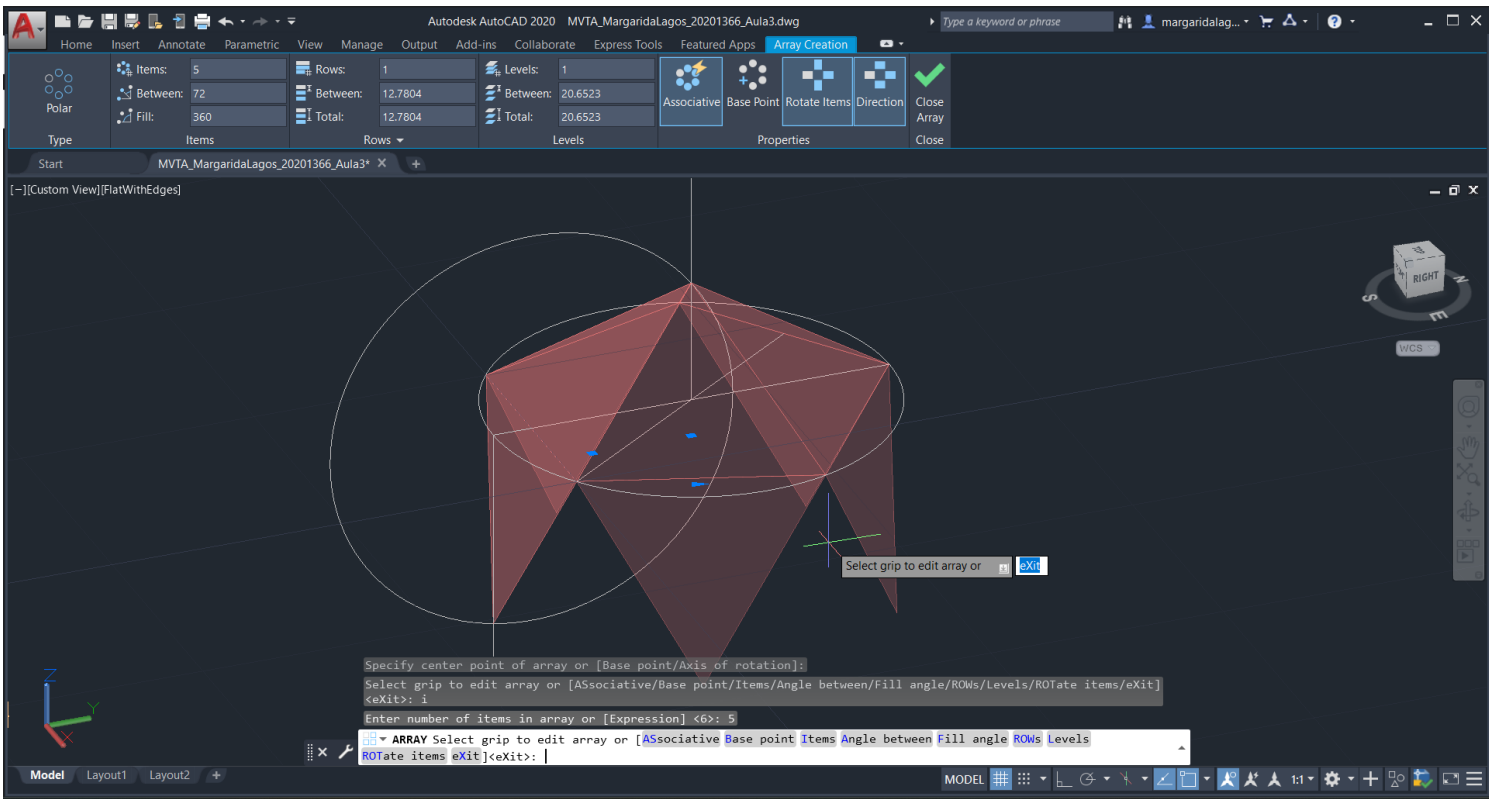 Autodesk AutoCAD 2020 MVTA_MargaridaLagos_20201366_Aula3.dwg Type a keyword or phrase margaridalag...
Home Insert Annotate Parametric View Manage Output Add-ins Collaborate Express Tools Featured Apps Array Creation
Items: 5 Rows: 1 Levels: 1
Between: 72 Between: 12.7804 Between: 20.6523
Fill: 360 Total: 12.7804 Total: 20.6523
Polar Associative Base Point Rotate Items Direction Close Array
Type Items Rows Levels Properties Close
Start MVTA_MargaridaLagos_20201366_Aula3*
[−][Custom View][FlatWithEdges]
TOP
RIGHT
S E N
WCS
Select grip to edit array or eXit
Specify center point of array or [Base point/Axis of rotation]:
Select grip to edit array or [ASsociative/Base point/Items/Angle between/Fill angle/ROWs/Levels/ROTate items/eXit]
<eXit>: i
Enter number of items in array or [Expression] <6>: 5
ARRAY Select grip to edit array or [ASsociative Base point Items Angle between Fill angle ROWs Levels
ROTate items eXit]<eXit>:
Z
Y
X
Model Layout1 Layout2 + MODEL 1:1